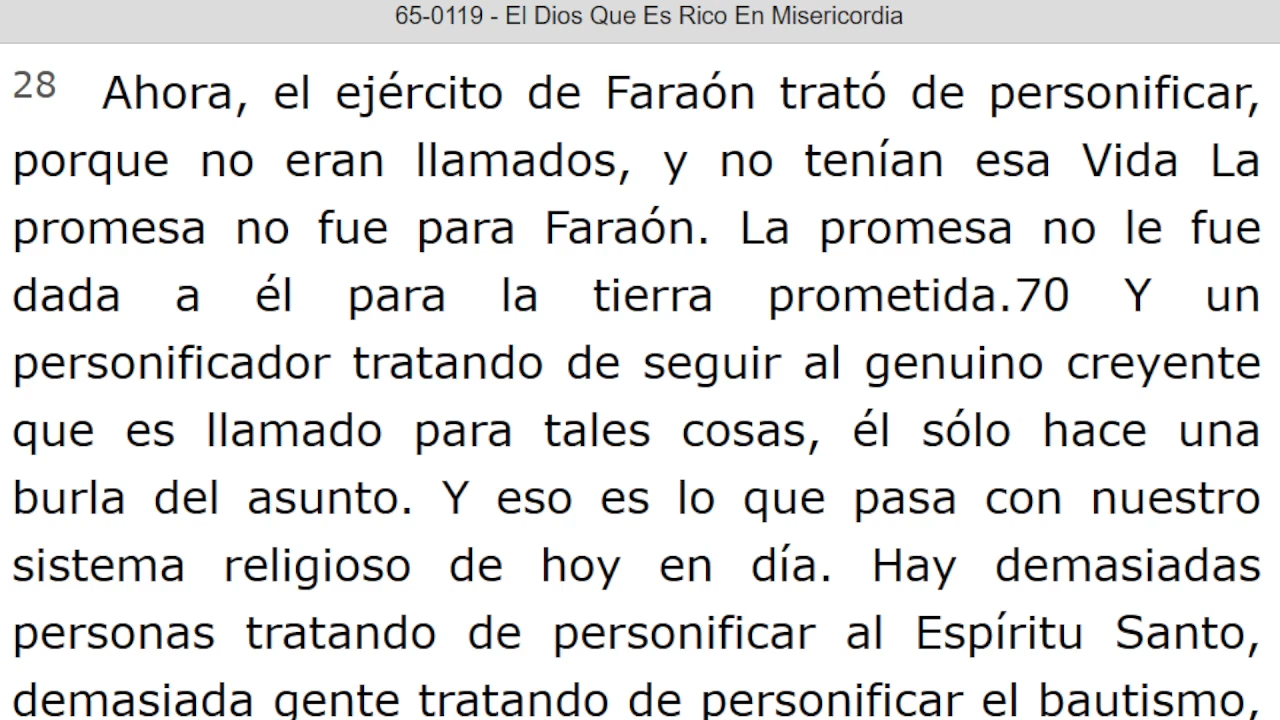 65-0119 - El Dios Que Es Rico En Misericordia
28 Ahora, el ejército de Faraón trató de personificar,
porque no eran llamados, y no tenían esa Vida La
promesa no fue para Faraón. La promesa no le fue
dada a él para la tierra prometida.70 Y un
personificador tratando de seguir al genuino creyente
que es llamado para tales cosas, él sólo hace una
burla del asunto. Y eso es lo que pasa con nuestro
sistema religioso de hoy en día. Hay demasiadas
personas tratando de personificar al Espíritu Santo,
demasiada gente tratando de personificar el bautismo,